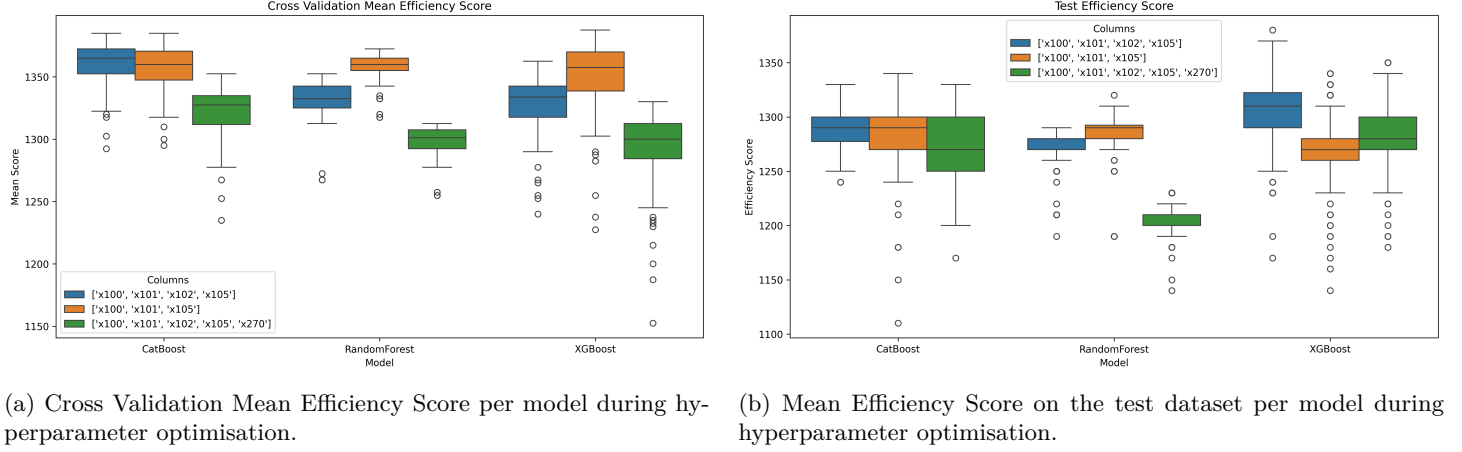 Cross Validation Mean Efficiency Score
Mean Score
1350
1300
1250
1200
1150
Columns
['x100', 'x101', 'x102', 'x105']
['x100', 'x101', 'x105']
['x100', 'x101', 'x102', 'x105', 'x270']
CatBoost
RandomForest
XGBoost
Model
Test Efficiency Score
Efficiency Score
1350
1300
1250
1200
1150
1100
Columns
['x100', 'x101', 'x102', 'x105']
['x100', 'x101', 'x105']
['x100', 'x101', 'x102', 'x105', 'x270']
CatBoost
RandomForest
XGBoost
Model
(a) Cross Validation Mean Efficiency Score per model during hy-
perparameter optimisation.
(b) Mean Efficiency Score on the test dataset per model during
hyperparameter optimisation.